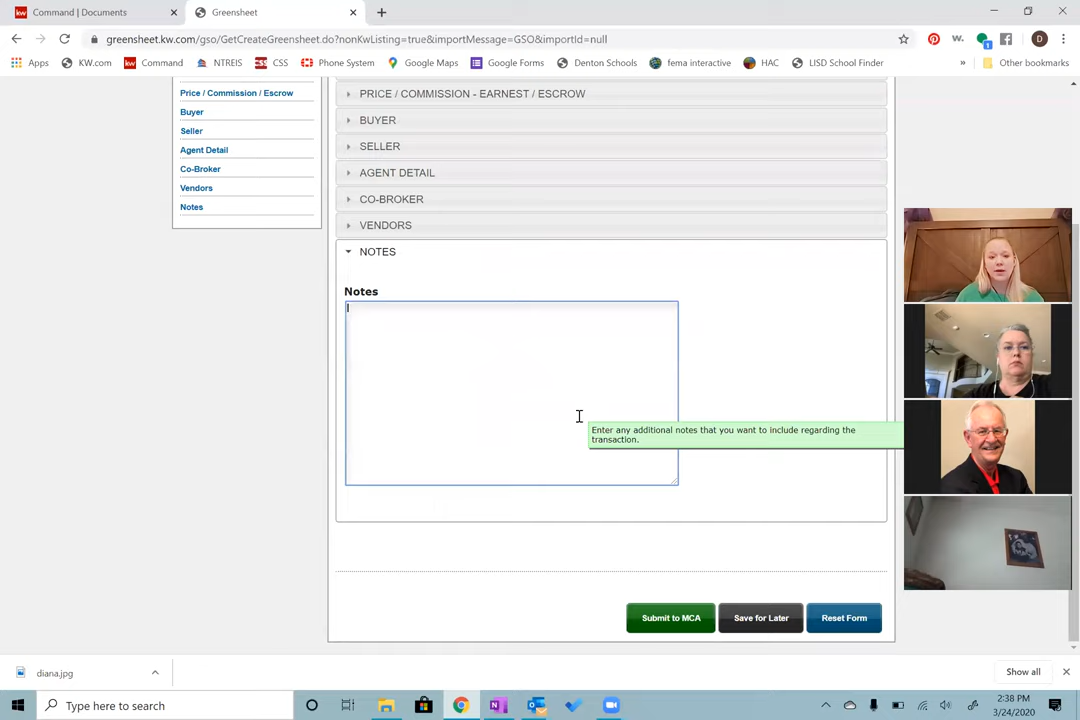 Command | Documents
Greensheet
greensheet.kw.com/gso/GetCreateGreensheet.do?nonKwListing=true&importMessage=GSO&importId=null
D
Apps
KW.com
Command
NTREIS
CSS
Phone System
Google Maps
Google Forms
Denton Schools
fema interactive
HAC
LISD School Finder
»
Other bookmarks
Price / Commission / Escrow
Buyer
Seller
Agent Detail
Co-Broker
Vendors
Notes
PRICE / COMMISSION - EARNEST / ESCROW
BUYER
SELLER
AGENT DETAIL
CO-BROKER
VENDORS
NOTES
Notes
Enter any additional notes that you want to include regarding the
transaction.
Submit to MCA
Save for Later
Reset Form
diana.jpg
Show all
Type here to search
2:38 PM
3/24/2020